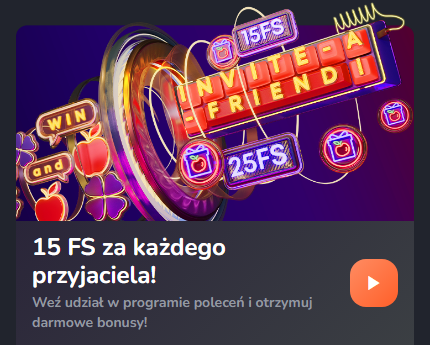 15FS
INVITE-A
-FRIEND!
WIN
and
25FS
15 FS za każdego
przyjaciela!
Weź udział w programie poleceń i otrzymuj
darmowe bonusy!